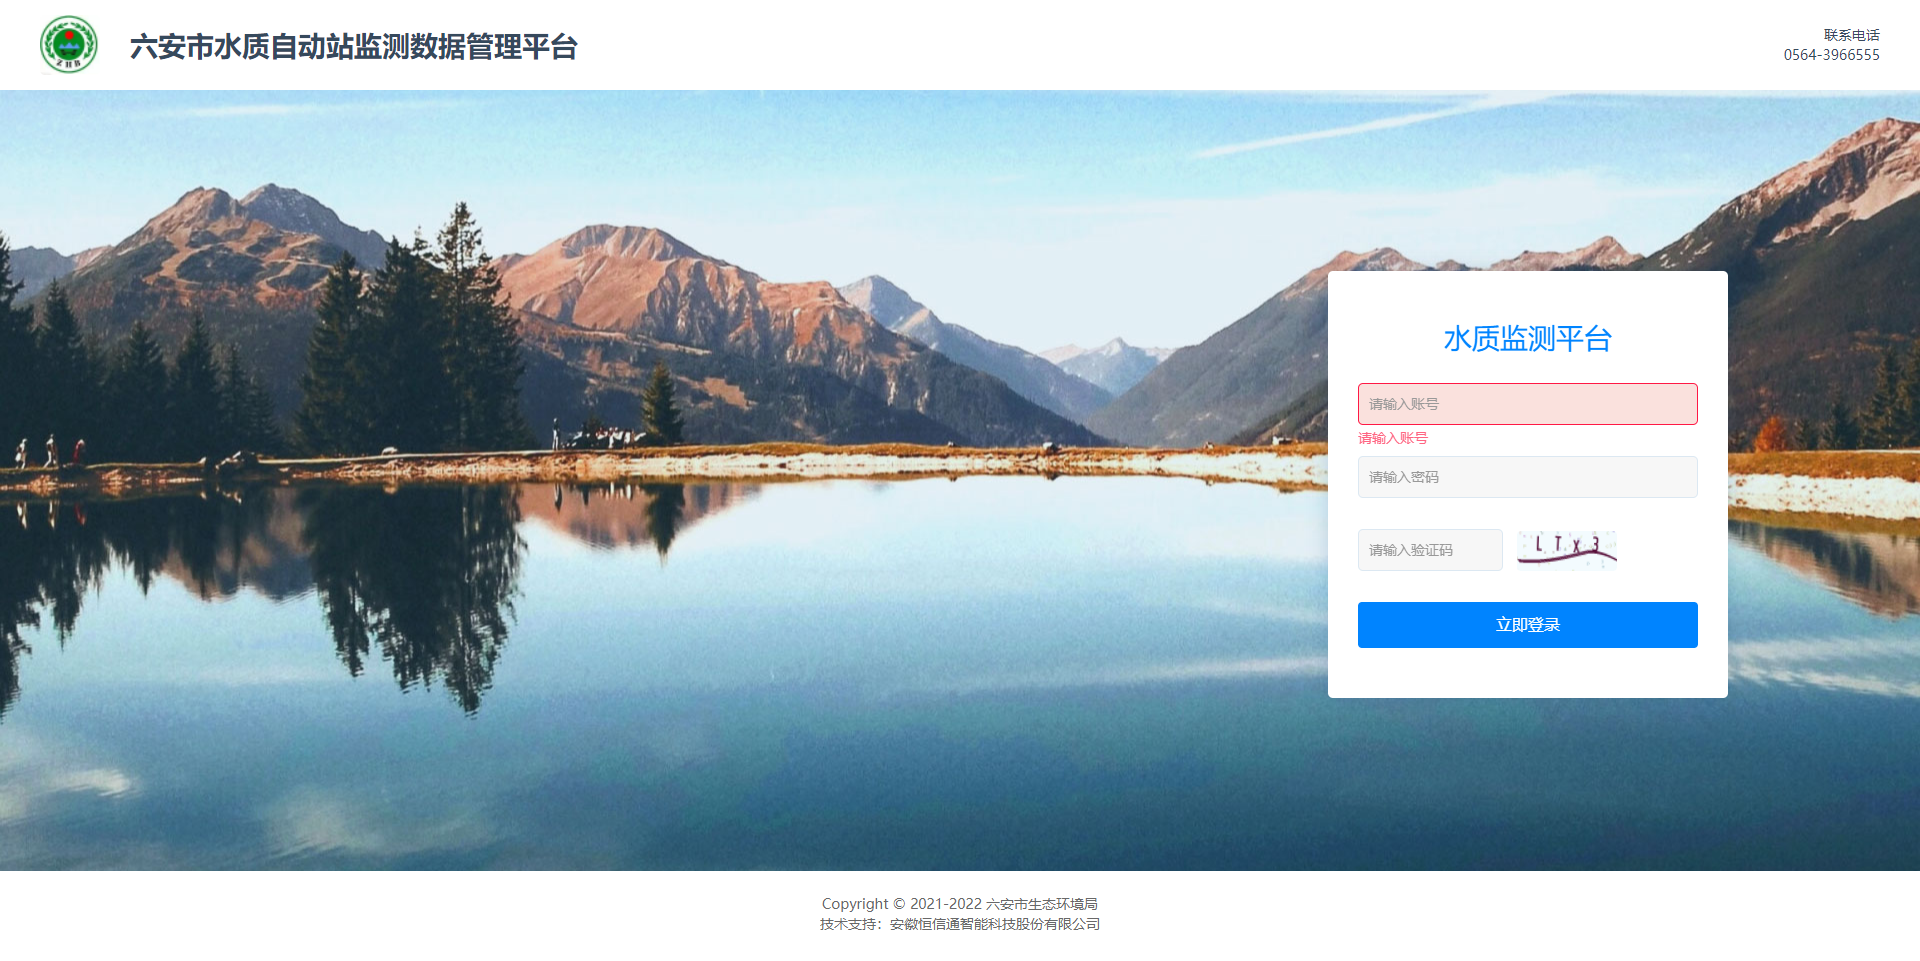 六安市水质自动站监测数据管理平台
联系电话
0564-3966555
水质监测平台
请输入账号
请输入账号
请输入密码
请输入验证码
LTX3
立即登录
Copyright © 2021-2022 六安市生态环境局
技术支持：安徽恒信通智能科技股份有限公司